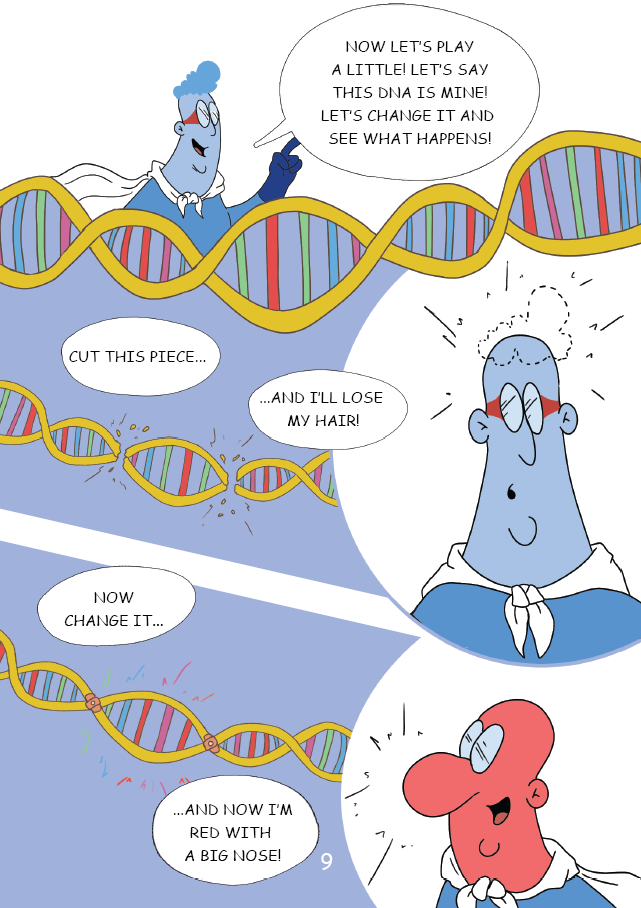 NOW LET'S PLAY
A LITTLE! LET'S SAY
THIS DNA IS MINE!
LET'S CHANGE IT AND
SEE WHAT HAPPENS!
CUT THIS PIECE...
...AND I'LL LOSE
MY HAIR!
NOW
CHANGE IT...
...AND NOW I'M
RED WITH
A BIG NOSE!
9